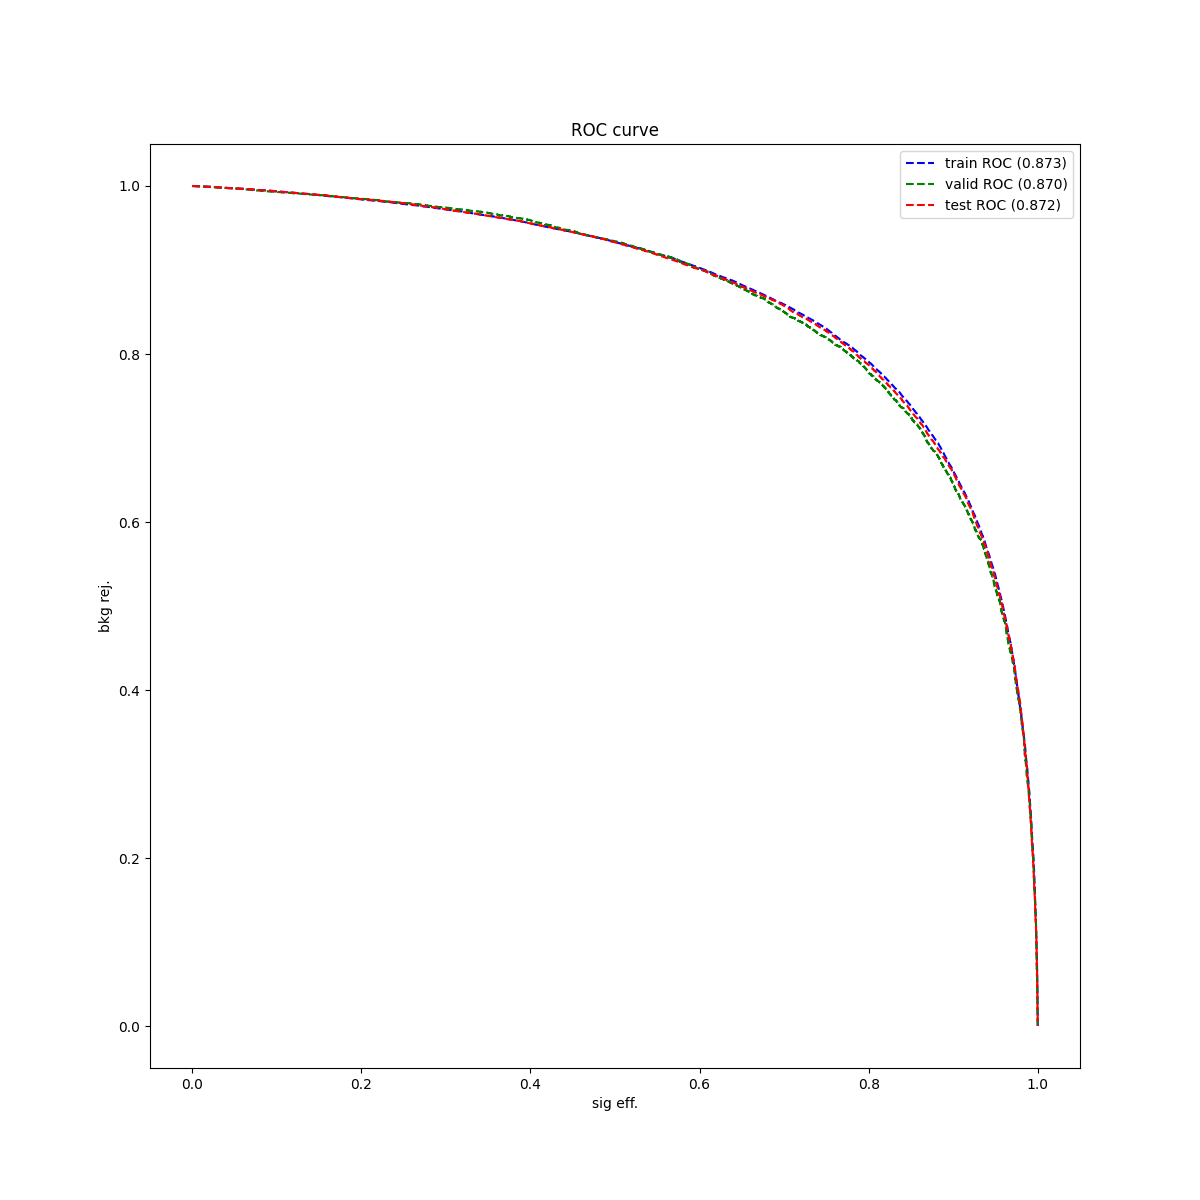 ROC curve
train ROC (0.873)
valid ROC (0.870)
test ROC (0.872)
1.0
0.8
0.6
0.4
0.2
0.0
bkg rej.
0.0 0.2 0.4 0.6 0.8 1.0
sig eff.